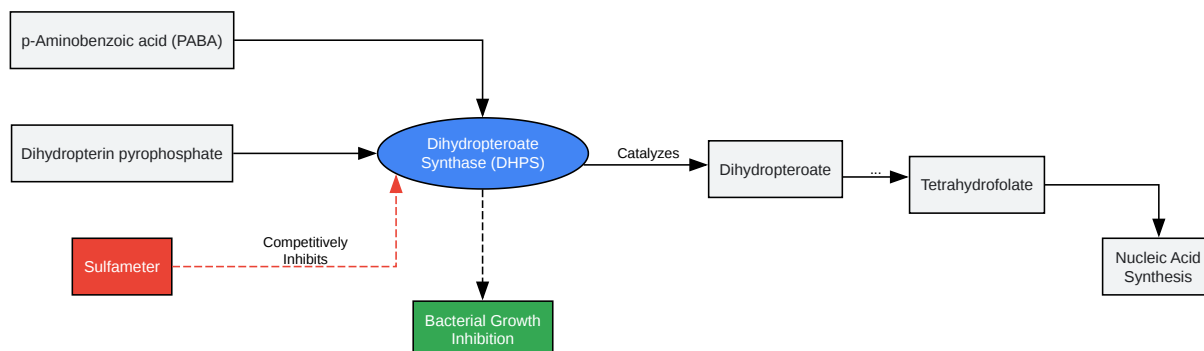 p-Aminobenzoic acid (PABA)
Dihydropterin pyrophosphate
Dihydropteroate
Synthase (DHPS)
Catalyzes
Dihydropteroate
...
Tetrahydrofolate
Sulfameter
Competitively
Inhibits
Nucleic Acid
Synthesis
Bacterial Growth
Inhibition